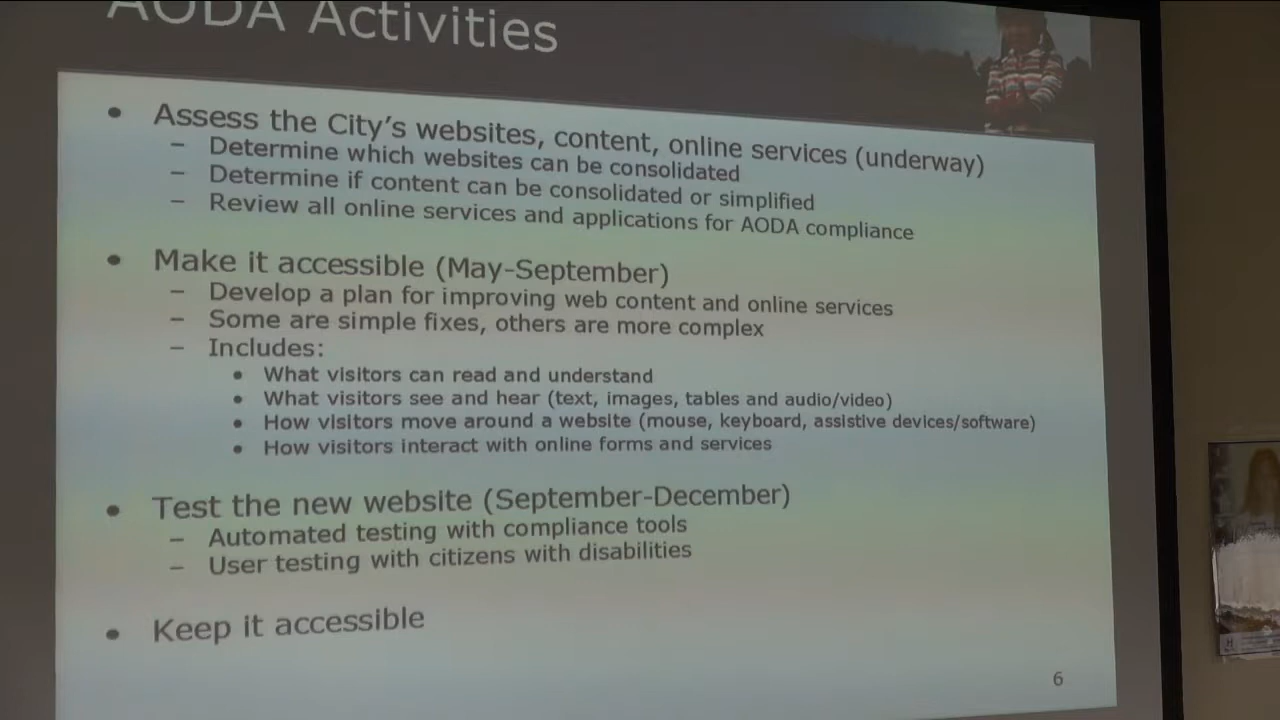 AODA Activities
• Assess the City's websites, content, online services (underway)
– Determine which websites can be consolidated
– Determine if content can be consolidated or simplified
– Review all online services and applications for AODA compliance
• Make it accessible (May-September)
– Develop a plan for improving web content and online services
– Some are simple fixes, others are more complex
– Includes:
• What visitors can read and understand
• What visitors see and hear (text, images, tables and audio/video)
• How visitors move around a website (mouse, keyboard, assistive devices/software)
• How visitors interact with online forms and services
• Test the new website (September-December)
– Automated testing with compliance tools
– User testing with citizens with disabilities
• Keep it accessible
6